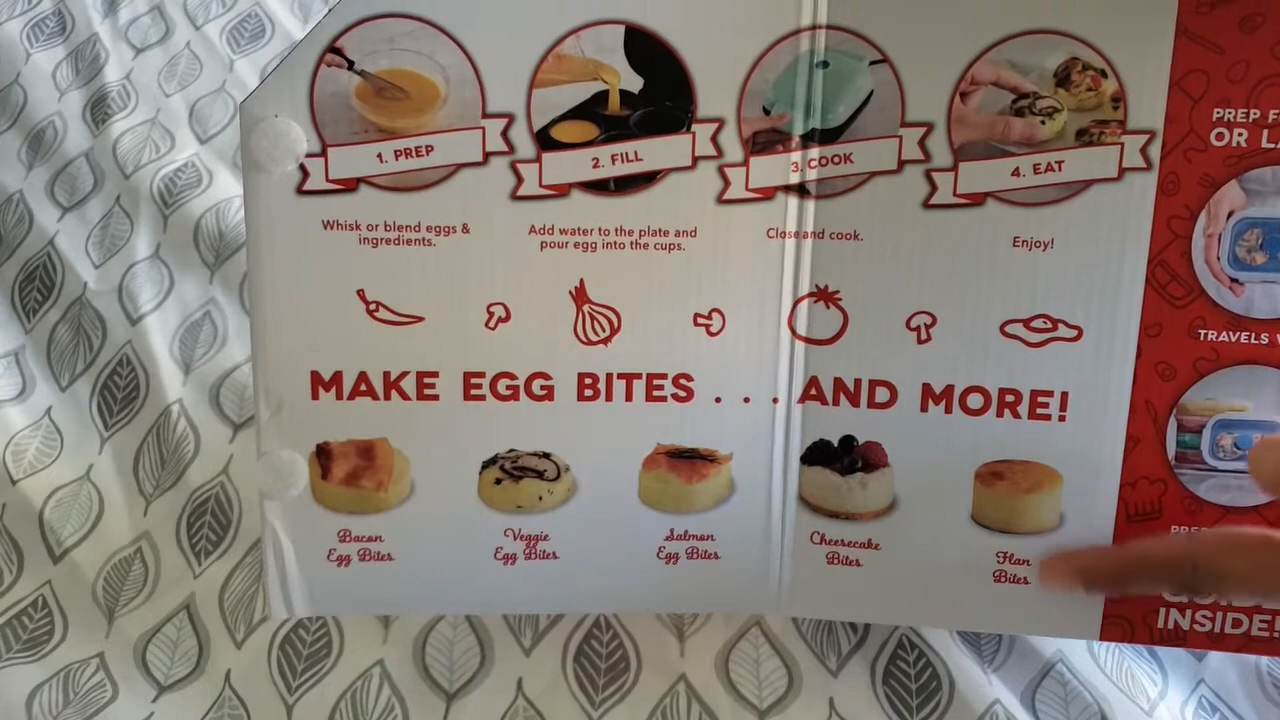 1. PREP
2. FILL
3. COOK
4. EAT
Whisk or blend eggs &
ingredients.
Add water to the plate and
pour egg into the cups.
Close and cook.
Enjoy!
MAKE EGG BITES . . . AND MORE!
Bacon
Egg Bites
Veggie
Egg Bites
Salmon
Egg Bites
Cheesecake
Bites
Flan
Bites
PREP
OR
TRAVELS
INSIDE!